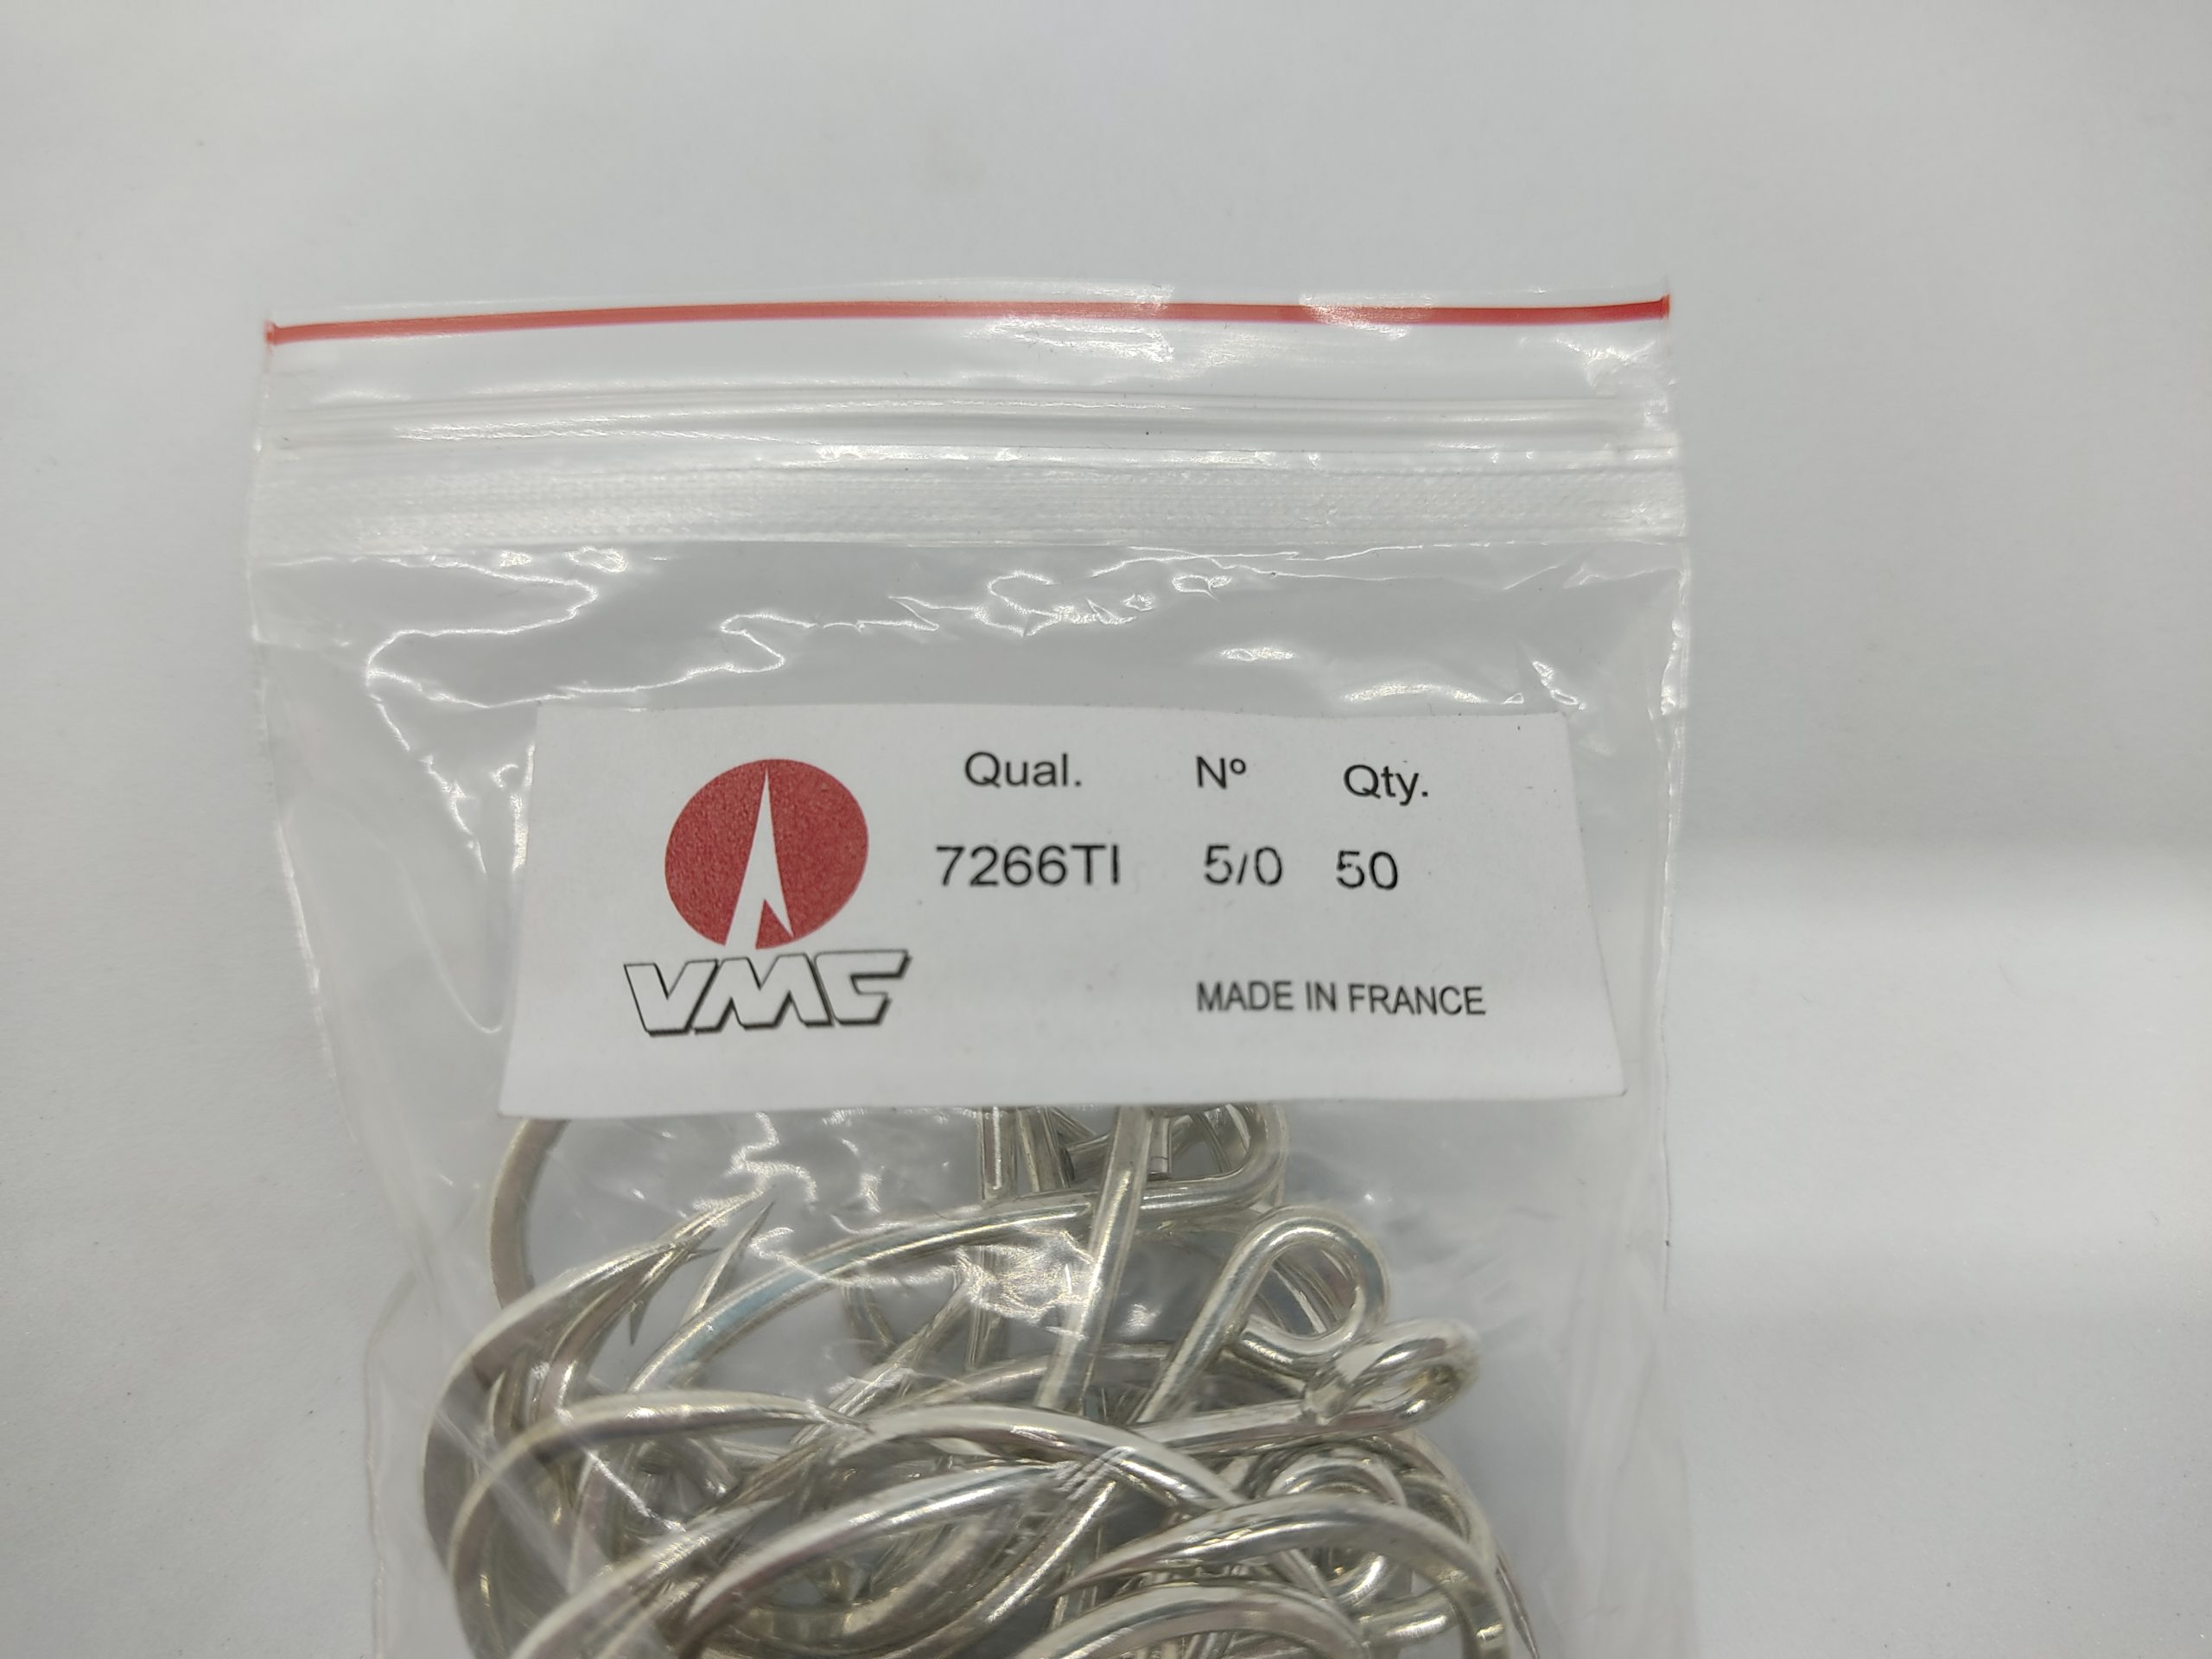 Qual. Nº Qty.
7266TI 5/0 50
VMC
MADE IN FRANCE